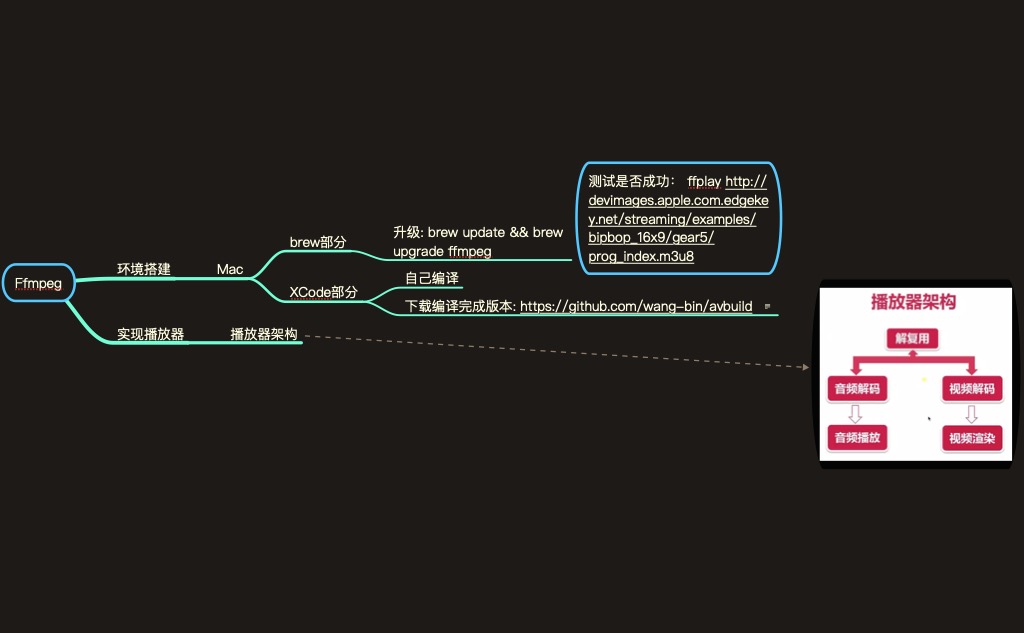 Ffmpeg
环境搭建
Mac
brew部分
升级: brew update && brew
upgrade ffmpeg
测试是否成功： ffplay http://
devimages.apple.com.edgeke
y.net/streaming/examples/
bipbop_16x9/gear5/
prog_index.m3u8
XCode部分
自己编译
下载编译完成版本: https://github.com/wang-bin/avbuild
实现播放器
播放器架构
播放器架构
解复用
音频解码
视频解码
音频播放
视频渲染